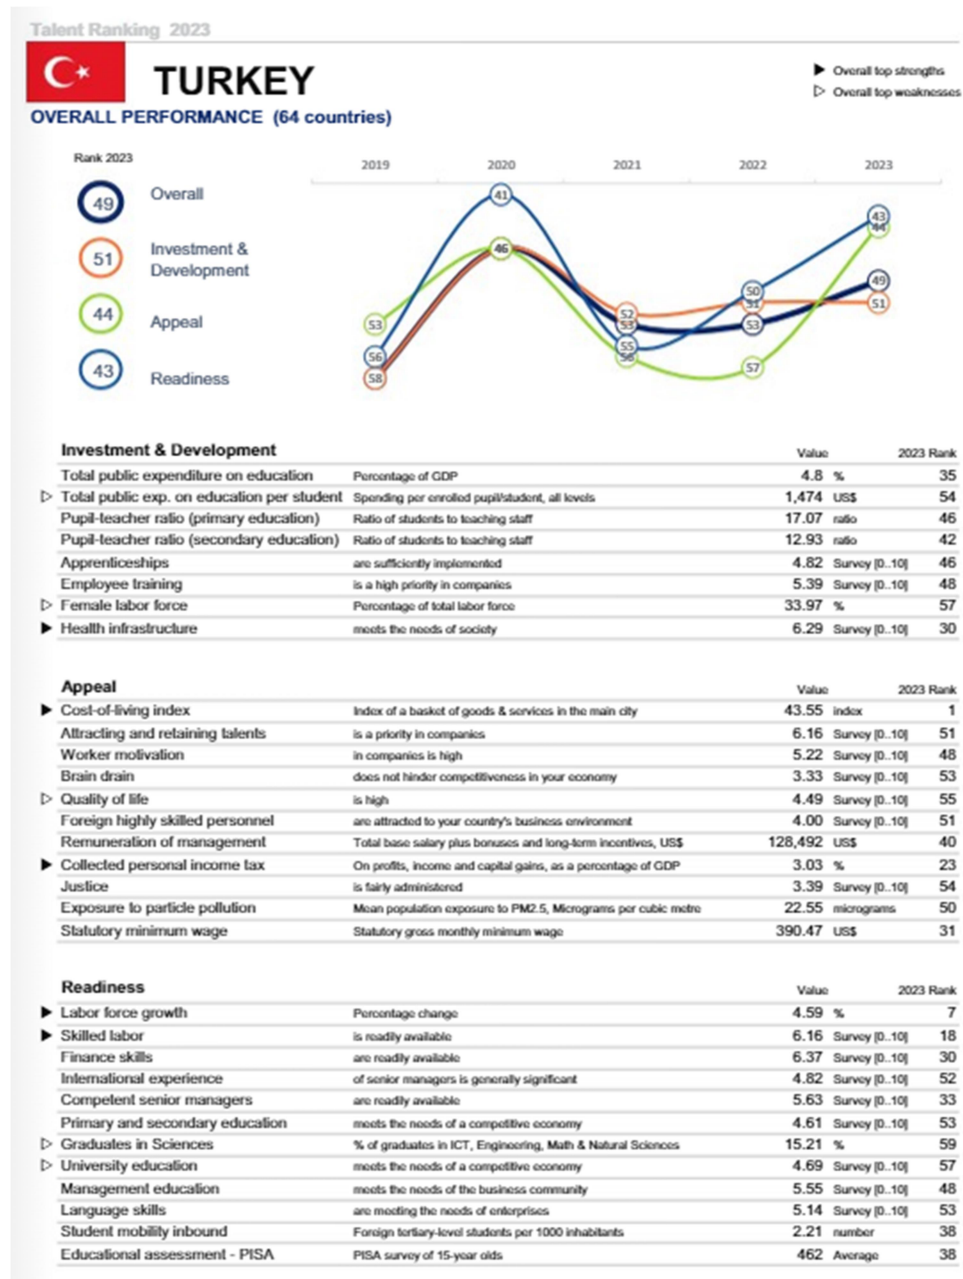 Talent Ranking 2023
TURKEY
▶ Overall top strengths
▷ Overall top weaknesses
OVERALL PERFORMANCE (64 countries)
Rank 2023
2019 2020 2021 2022 2023
49 Overall
51 Investment & Development
44 Appeal
43 Readiness
53 56 58
41 46
52 53 55 56
50 51 53 57
43 44 49 51
Investment & Development Value 2023 Rank
Total public expenditure on education Percentage of GDP 4.8 % 35
▷ Total public exp. on education per student Spending per enrolled pupil/student, all levels 1,474 US$ 54
Pupil-teacher ratio (primary education) Ratio of students to teaching staff 17.07 ratio 46
Pupil-teacher ratio (secondary education) Ratio of students to teaching staff 12.93 ratio 42
Apprenticeships are sufficiently implemented 4.82 Survey [0..10] 46
Employee training is a high priority in companies 5.39 Survey [0..10] 48
▷ Female labor force Percentage of total labor force 33.97 % 57
▶ Health infrastructure meets the needs of society 6.29 Survey [0..10] 30
Appeal Value 2023 Rank
▶ Cost-of-living index Index of a basket of goods & services in the main city 43.55 index 1
Attracting and retaining talents is a priority in companies 6.16 Survey [0..10] 51
Worker motivation in companies is high 5.22 Survey [0..10] 48
Brain drain does not hinder competitiveness in your economy 3.33 Survey [0..10] 53
▷ Quality of life is high 4.49 Survey [0..10] 55
Foreign highly skilled personnel are attracted to your country's business environment 4.00 Survey [0..10] 51
Remuneration of management Total base salary plus bonuses and long-term incentives, US$ 128,492 US$ 40
▶ Collected personal income tax On profits, income and capital gains, as a percentage of GDP 3.03 % 23
Justice is fairly administered 3.39 Survey [0..10] 54
Exposure to particle pollution Mean population exposure to PM2.5, Micrograms per cubic metre 22.55 micrograms 50
Statutory minimum wage Statutory gross monthly minimum wage 390.47 US$ 31
Readiness Value 2023 Rank
▶ Labor force growth Percentage change 4.59 % 7
▶ Skilled labor is readily available 6.16 Survey [0..10] 18
Finance skills are readily available 6.37 Survey [0..10] 30
International experience of senior managers is generally significant 4.82 Survey [0..10] 52
Competent senior managers are readily available 5.63 Survey [0..10] 33
Primary and secondary education meets needs of a competitive economy 4.61 Survey [0..10] 53
▷ Graduates in Sciences % of graduates in ICT, Engineering, Math & Natural Sciences 15.21 % 59
▷ University education meets the needs of a competitive economy 4.69 Survey [0..10] 57
Management education meets the needs of the business community 5.55 Survey [0..10] 48
Language skills are meeting the needs of enterprises 5.14 Survey [0..10] 53
Student mobility inbound Foreign tertiary-level students per 1000 inhabitants 2.21 number 38
Educational assessment - PISA PISA survey of 15-year olds 462 Average 38